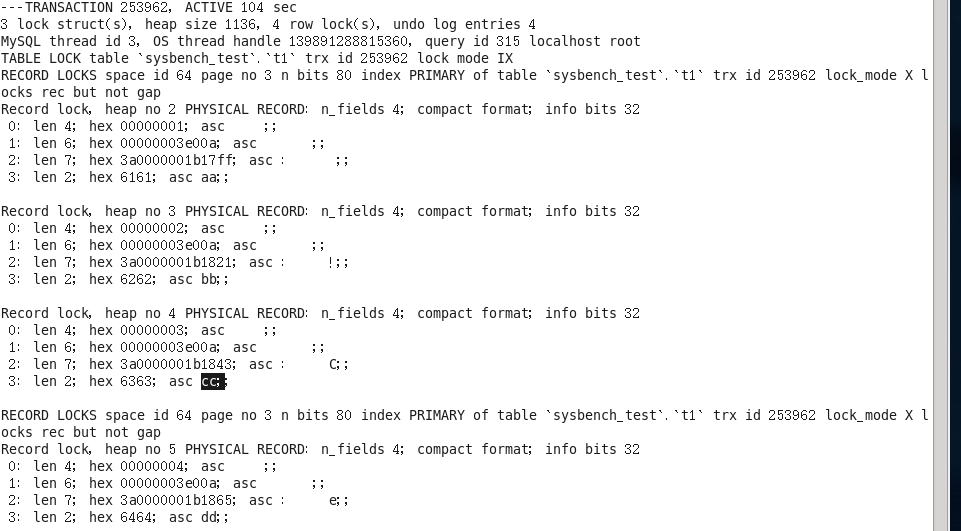 ---TRANSACTION 253962, ACTIVE 104 sec
3 lock struct(s), heap size 1136, 4 row lock(s), undo log entries 4
MySQL thread id 3, OS thread handle 139891288815360, query id 315 localhost root
TABLE LOCK table `sysbench_test`.`t1` trx id 253962 lock mode IX
RECORD LOCKS space id 64 page no 3 n bits 80 index PRIMARY of table `sysbench_test`.`t1` trx id 253962 lock_mode X l
ocks rec but not gap
Record lock, heap no 2 PHYSICAL RECORD: n_fields 4; compact format; info bits 32
0: len 4; hex 00000001; asc     ;;
1: len 6; hex 00000003e00a; asc       ;;
2: len 7; hex 3a0000001b17ff; asc :      ;;
3: len 2; hex 6161; asc aa;;
Record lock, heap no 3 PHYSICAL RECORD: n_fields 4; compact format; info bits 32
0: len 4; hex 00000002; asc     ;;
1: len 6; hex 00000003e00a; asc       ;;
2: len 7; hex 3a0000001b1821; asc :     !;;
3: len 2; hex 6262; asc bb;;
Record lock, heap no 4 PHYSICAL RECORD: n_fields 4; compact format; info bits 32
0: len 4; hex 00000003; asc     ;;
1: len 6; hex 00000003e00a; asc       ;;
2: len 7; hex 3a0000001b1843; asc :     C;;
3: len 2; hex 6363; asc cc;;
RECORD LOCKS space id 64 page no 3 n bits 80 index PRIMARY of table `sysbench_test`.`t1` trx id 253962 lock_mode X l
ocks rec but not gap
Record lock, heap no 5 PHYSICAL RECORD: n_fields 4; compact format; info bits 32
0: len 4; hex 00000004; asc     ;;
1: len 6; hex 00000003e00a; asc       ;;
2: len 7; hex 3a0000001b1865; asc :     e;;
3: len 2; hex 6464; asc dd;;